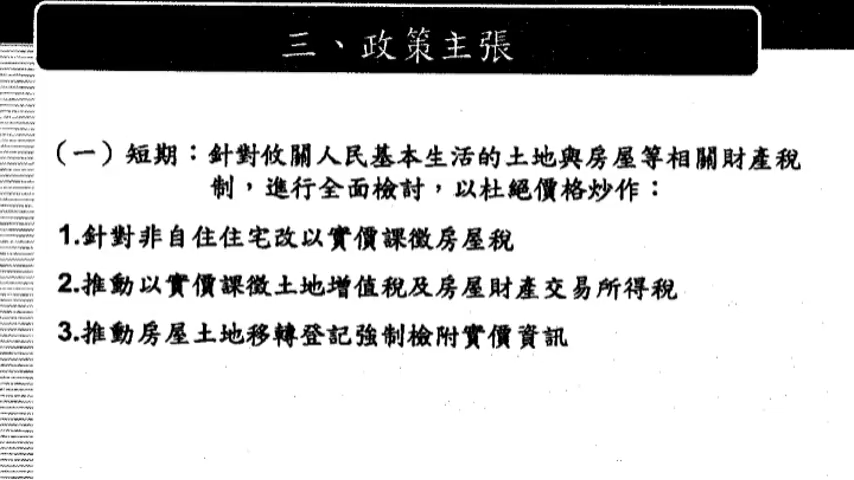 三、政策主張
（一）短期：針對攸關人民基本生活的土地與房屋等相關財產稅
制，進行全面檢討，以杜絕價格炒作：
1.針對非自住住宅改以實價課徵房屋稅
2.推動以實價課徵土地增值稅及房屋財產交易所得稅
3.推動房屋土地移轉登記強制檢附實價資訊